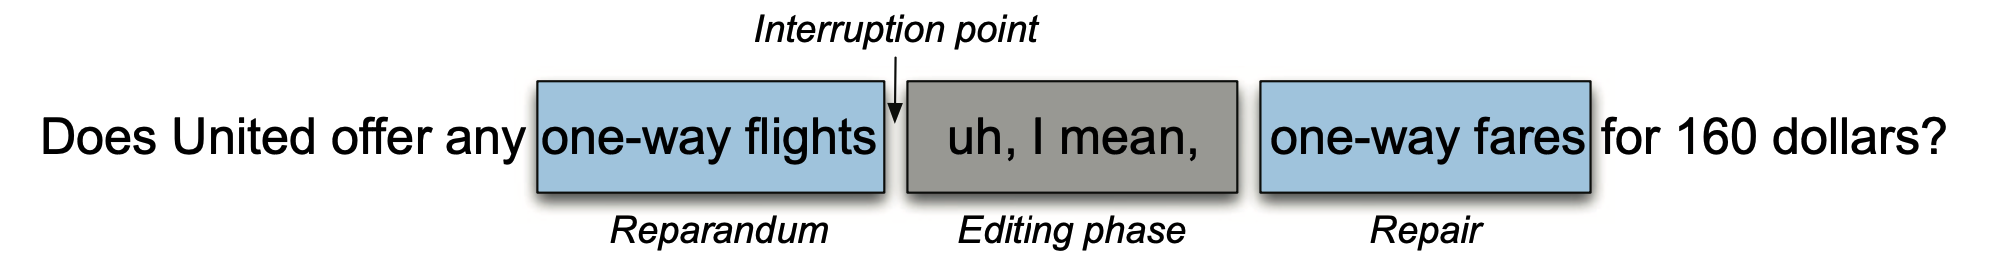 Interruption point
Does United offer any one-way flights uh, I mean, one-way fares for 160 dollars?
Reparandum Editing phase Repair